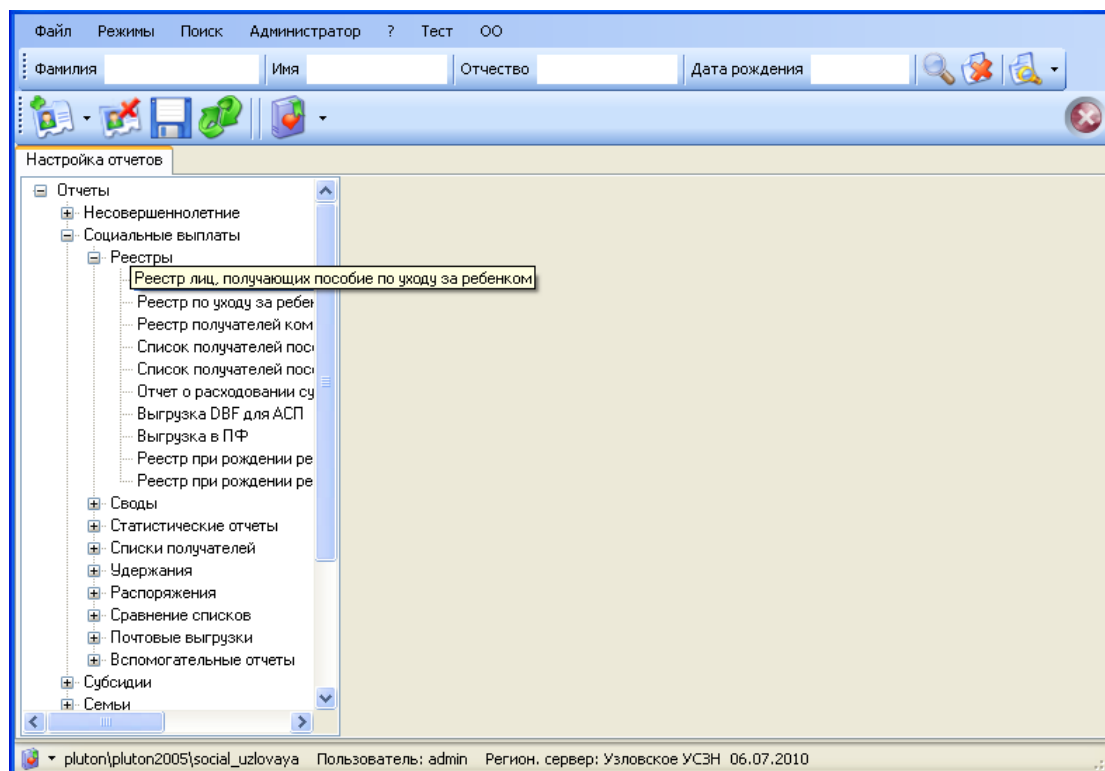 Файл Режимы Поиск Администратор ? Тест ОО
Фамилия Имя Отчество Дата рождения
Настройка отчетов
Отчеты
Несовершеннолетние
Социальные выплаты
Реестры
Реестр лиц, получающих пособие по уходу за ребенком
Реестр по уходу за ребен
Реестр получателей ком
Список получателей посо
Список получателей посо
Отчет о расходовании су
Выгрузка DBF для АСП
Выгрузка в ПФ
Реестр при рождении ре
Реестр при рождении ре
Своды
Статистические отчеты
Списки получателей
Удержания
Распоряжения
Сравнение списков
Почтовые выгрузки
Вспомогательные отчеты
Субсидии
Семьи
pluton\pluton2005\social_uzlovaya Пользователь: admin Регион. сервер: Узловское УСЗН 06.07.2010